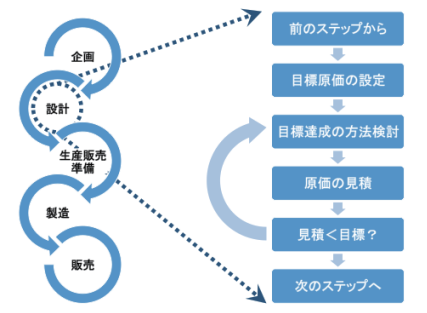 企画
設計
生産販売
準備
製造
販売
前のステップから
目標原価の設定
目標達成の方法検討
原価の見積
見積＜目標？
次のステップへ